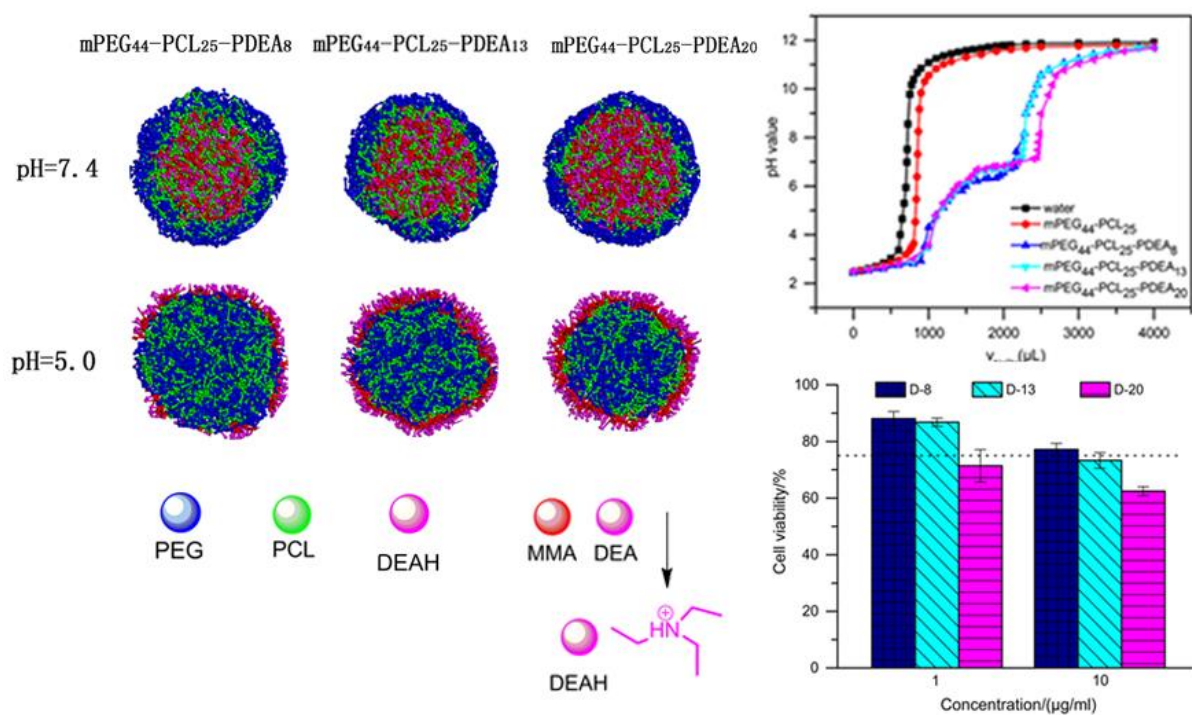 mPEG44-PCL25-PDEA8
mPEG44-PCL25-PDEA13
mPEG44-PCL25-PDEA20
pH=7.4
pH=5.0
PEG
PCL
DEAH
MMA
DEA
DEAH
HN
⊕
12
10
8
6
4
2
pH value
water
mPEG44-PCL25
mPEG44-PCL25-PDEA8
mPEG44-PCL25-PDEA13
mPEG44-PCL25-PDEA20
0
1000
2000
3000
4000
(μL)
D-8
D-13
D-20
100
80
60
40
20
0
Cell viability/%
1
10
Concentration/(μg/ml)